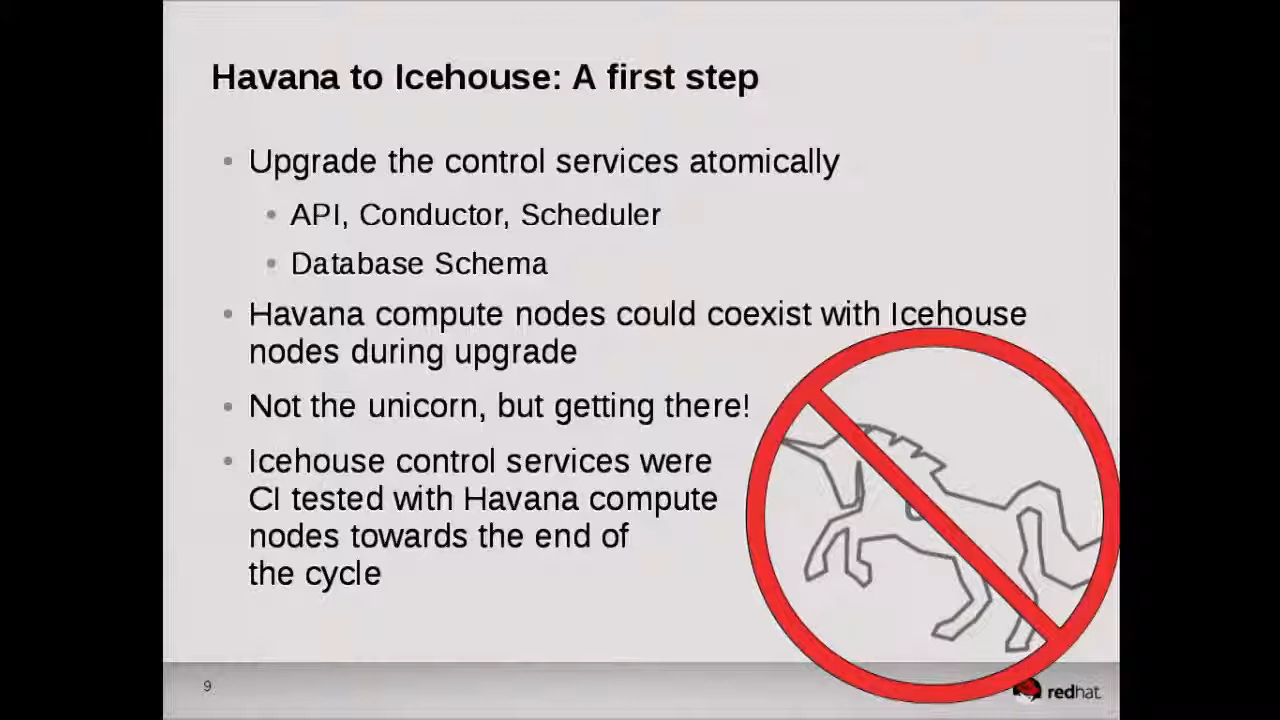 Havana to Icehouse: A first step
• Upgrade the control services atomically
• API, Conductor, Scheduler
• Database Schema
• Havana compute nodes could coexist with Icehouse
nodes during upgrade
• Not the unicorn, but getting there!
• Icehouse control services were
CI tested with Havana compute
nodes towards the end of
the cycle
9
redhat